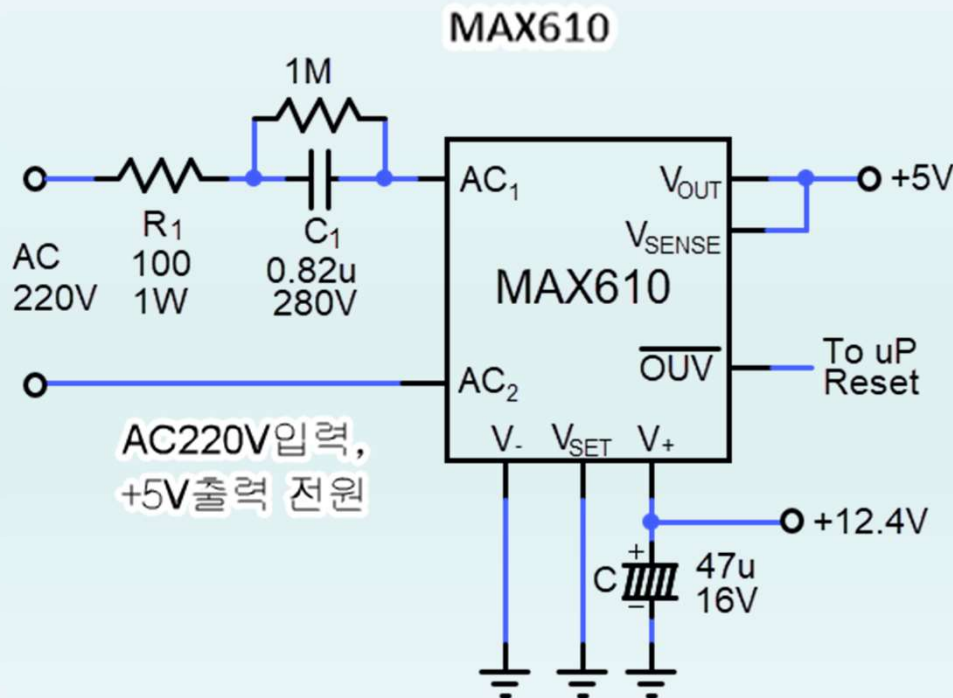 MAX610
1M
R1
100
1W
C1
0.82u
280V
AC
220V
AC1
AC2
VOUT
VSENSE
MAX610
OUV
V-
VSET
V+
+5V
To uP
Reset
AC220V입력,
+5V출력 전원
+12.4V
+
C
−
47u
16V